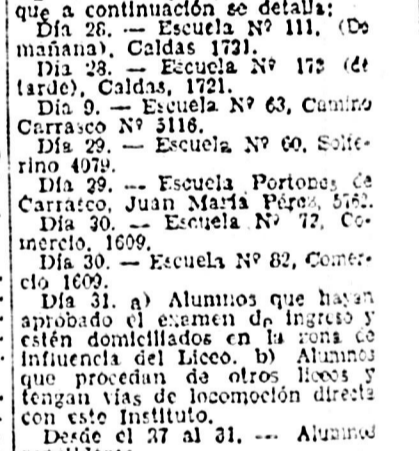 que a continuación se detalla:
Día 28. — Escuela Nº 111. (De
mañana), Caldas 1731.
Día 28. — Escuela Nº 173 (de
tarde), Caldas, 1721.
Día 9. — Escuela Nº 63, Camino
Carrasco Nº 5116.
Día 29. — Escuela Nº 60, Solfe-
rino 4079.
Día 29. — Escuela Portones de
Carrasco, Juan María Pérez, 5762.
Día 30. — Escuela Nº 72, Co-
mercio, 1609.
Día 30. — Escuela Nº 82, Comer-
cio 1609.
Día 31. a) Alumnos que hayan
aprobado el examen de ingreso y
estén domiciliados en la zona de
influencia del Liceo. b) Alumnos
que procedan de otros liceos y
tengan vías de locomoción directa
con este Instituto.
Desde el 27 al 31. — Alumnos